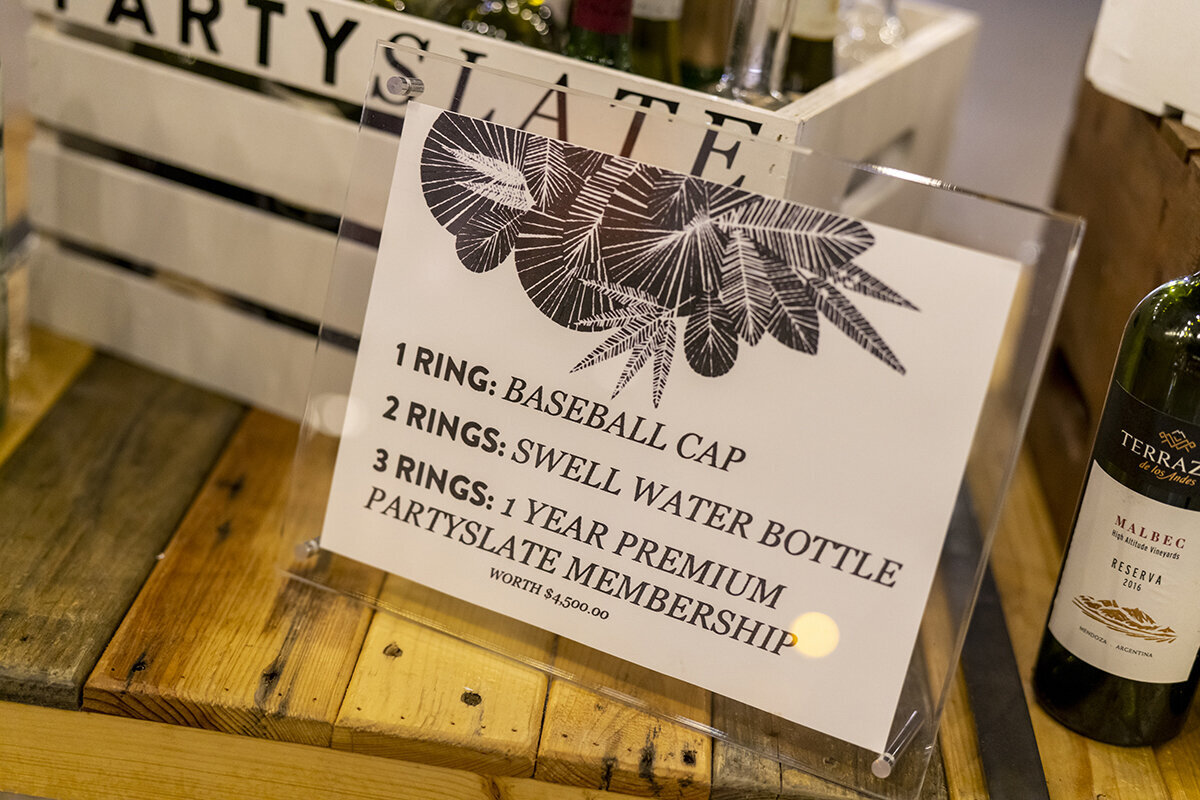 PARTYSLATE
1 RING: BASEBALL CAP
2 RINGS: SWELL WATER BOTTLE
3 RINGS: 1 YEAR PREMIUM
PARTYSLATE MEMBERSHIP
WORTH $4,500.00
TERRAZ
de los Andes
MALBEC
High Altitude Vineyards
RESERVA
2016
MENDOZA ARGENTINA